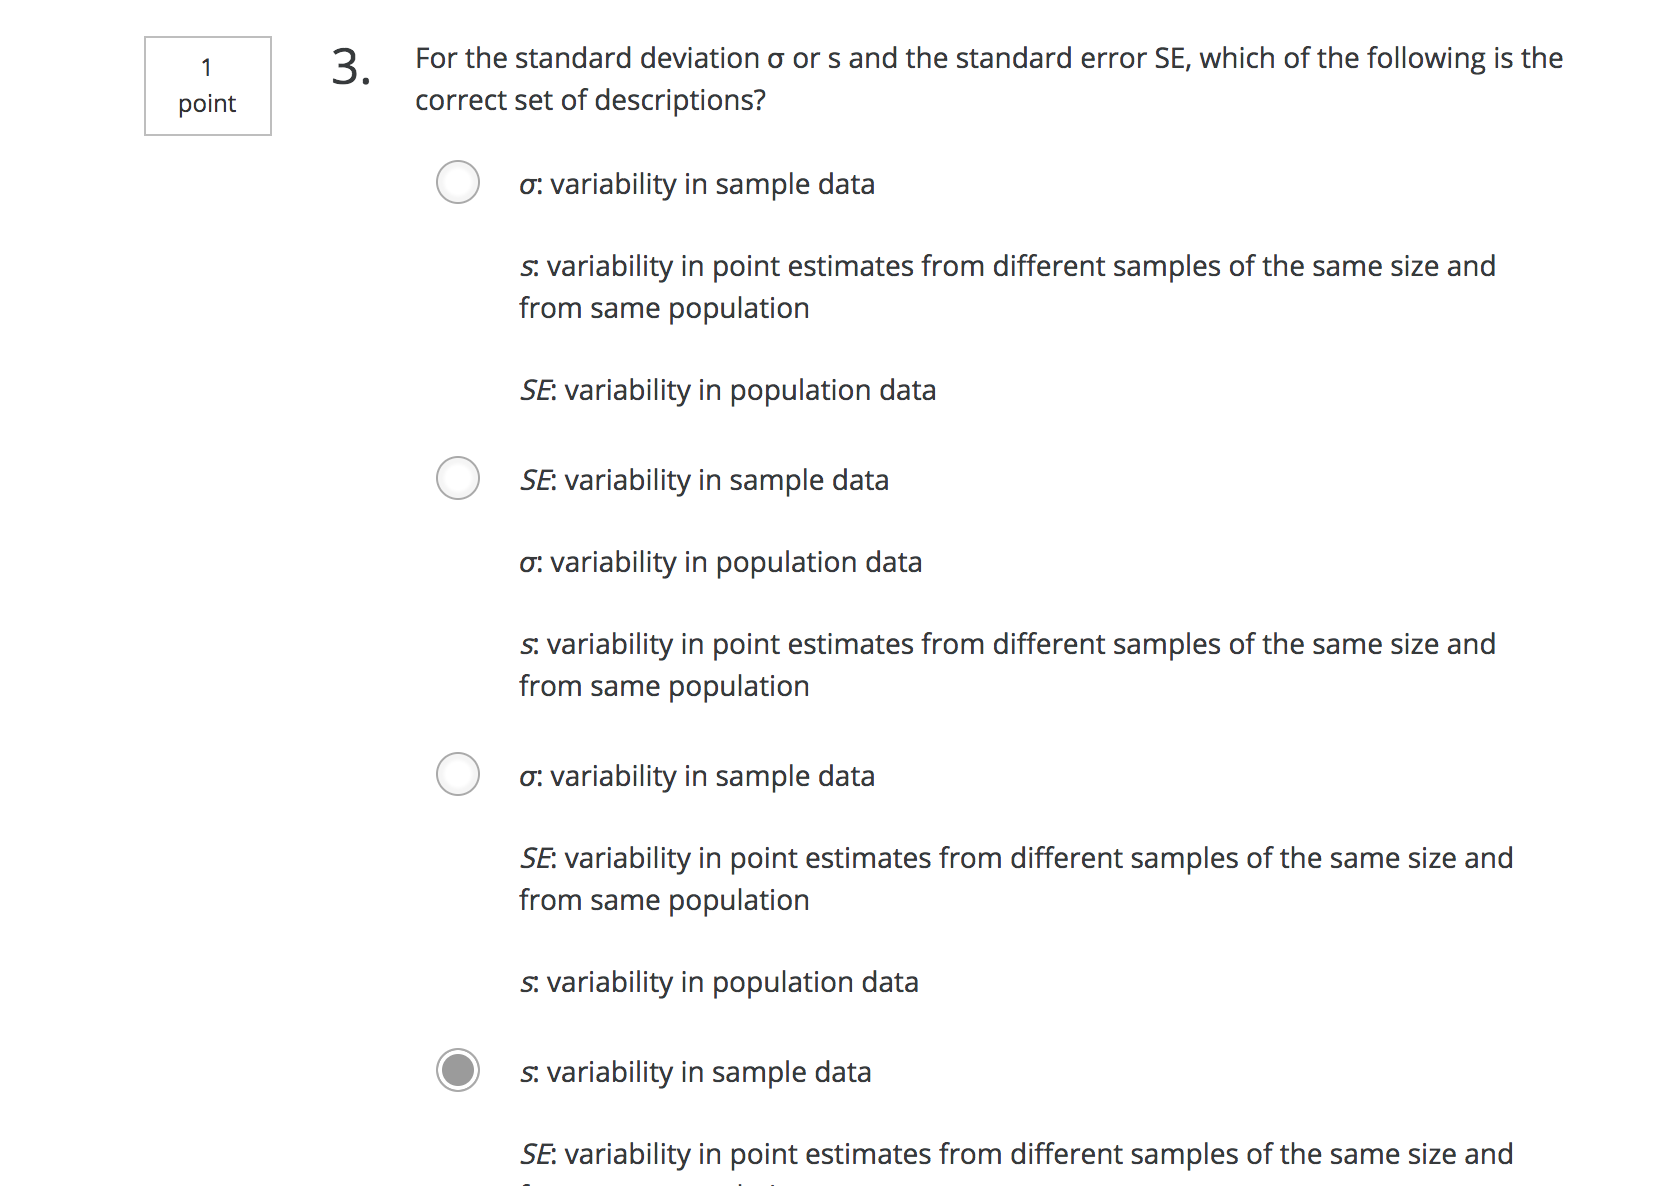 1
point
3.
For the standard deviation σ or s and the standard error SE, which of the following is the
correct set of descriptions?
σ: variability in sample data
s: variability in point estimates from different samples of the same size and
from same population
SE: variability in population data
SE: variability in sample data
σ: variability in population data
s: variability in point estimates from different samples of the same size and
from same population
σ: variability in sample data
SE: variability in point estimates from different samples of the same size and
from same population
s: variability in population data
s: variability in sample data
SE: variability in point estimates from different samples of the same size and